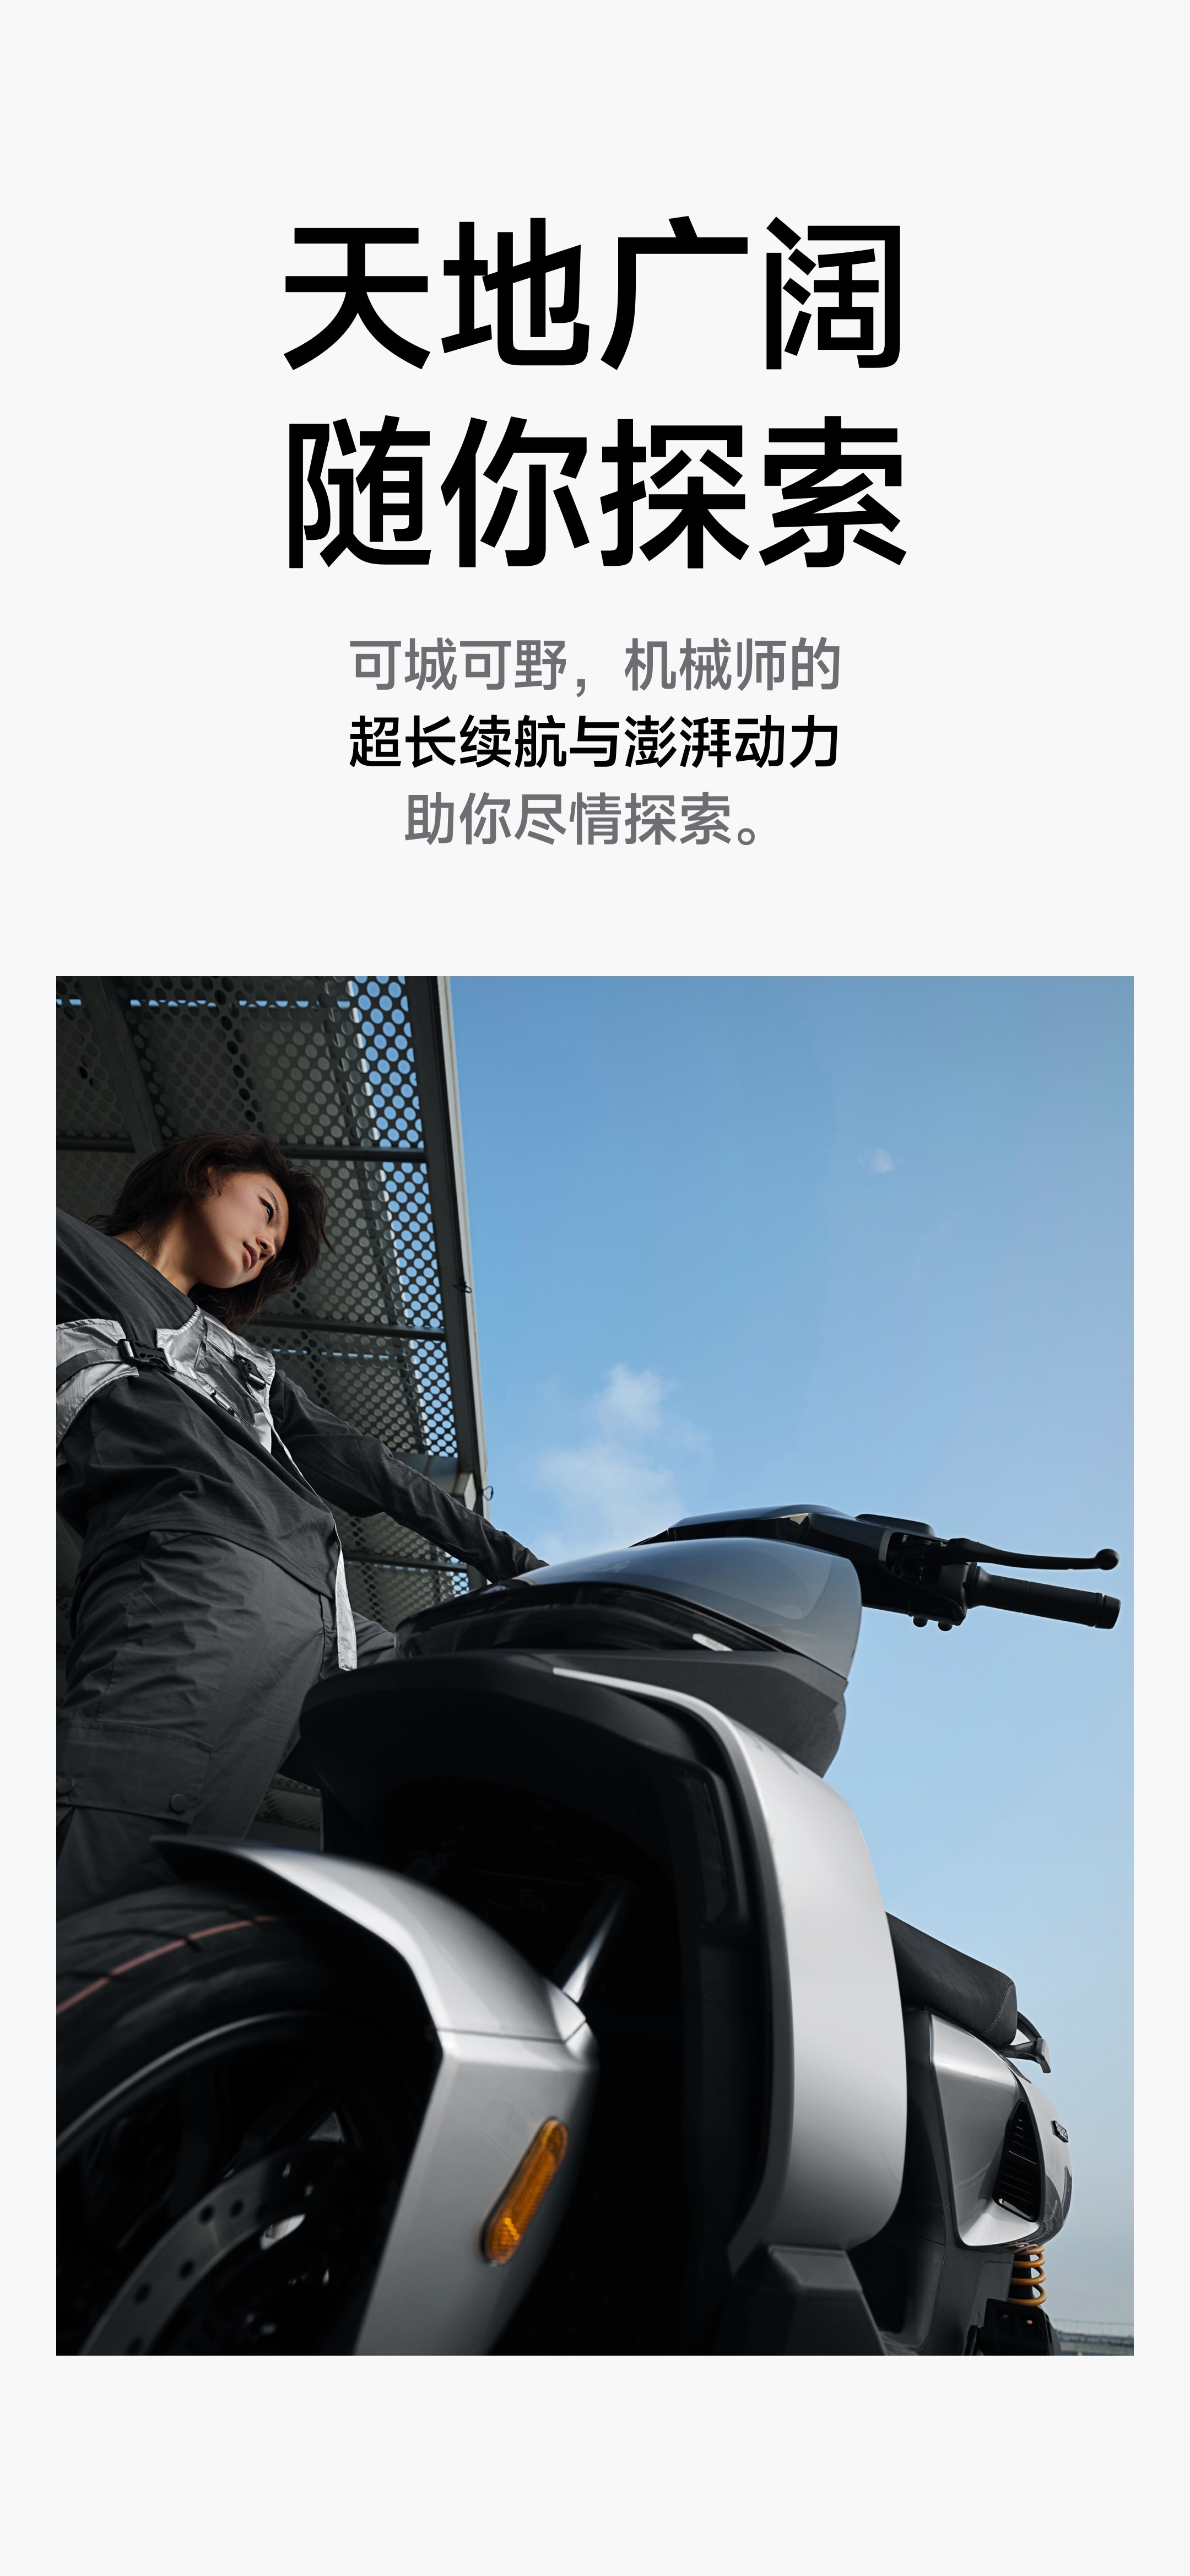 天地广阔
随你探索
可城可野，机械师的
超长续航与澎湃动力
助你尽情探索。